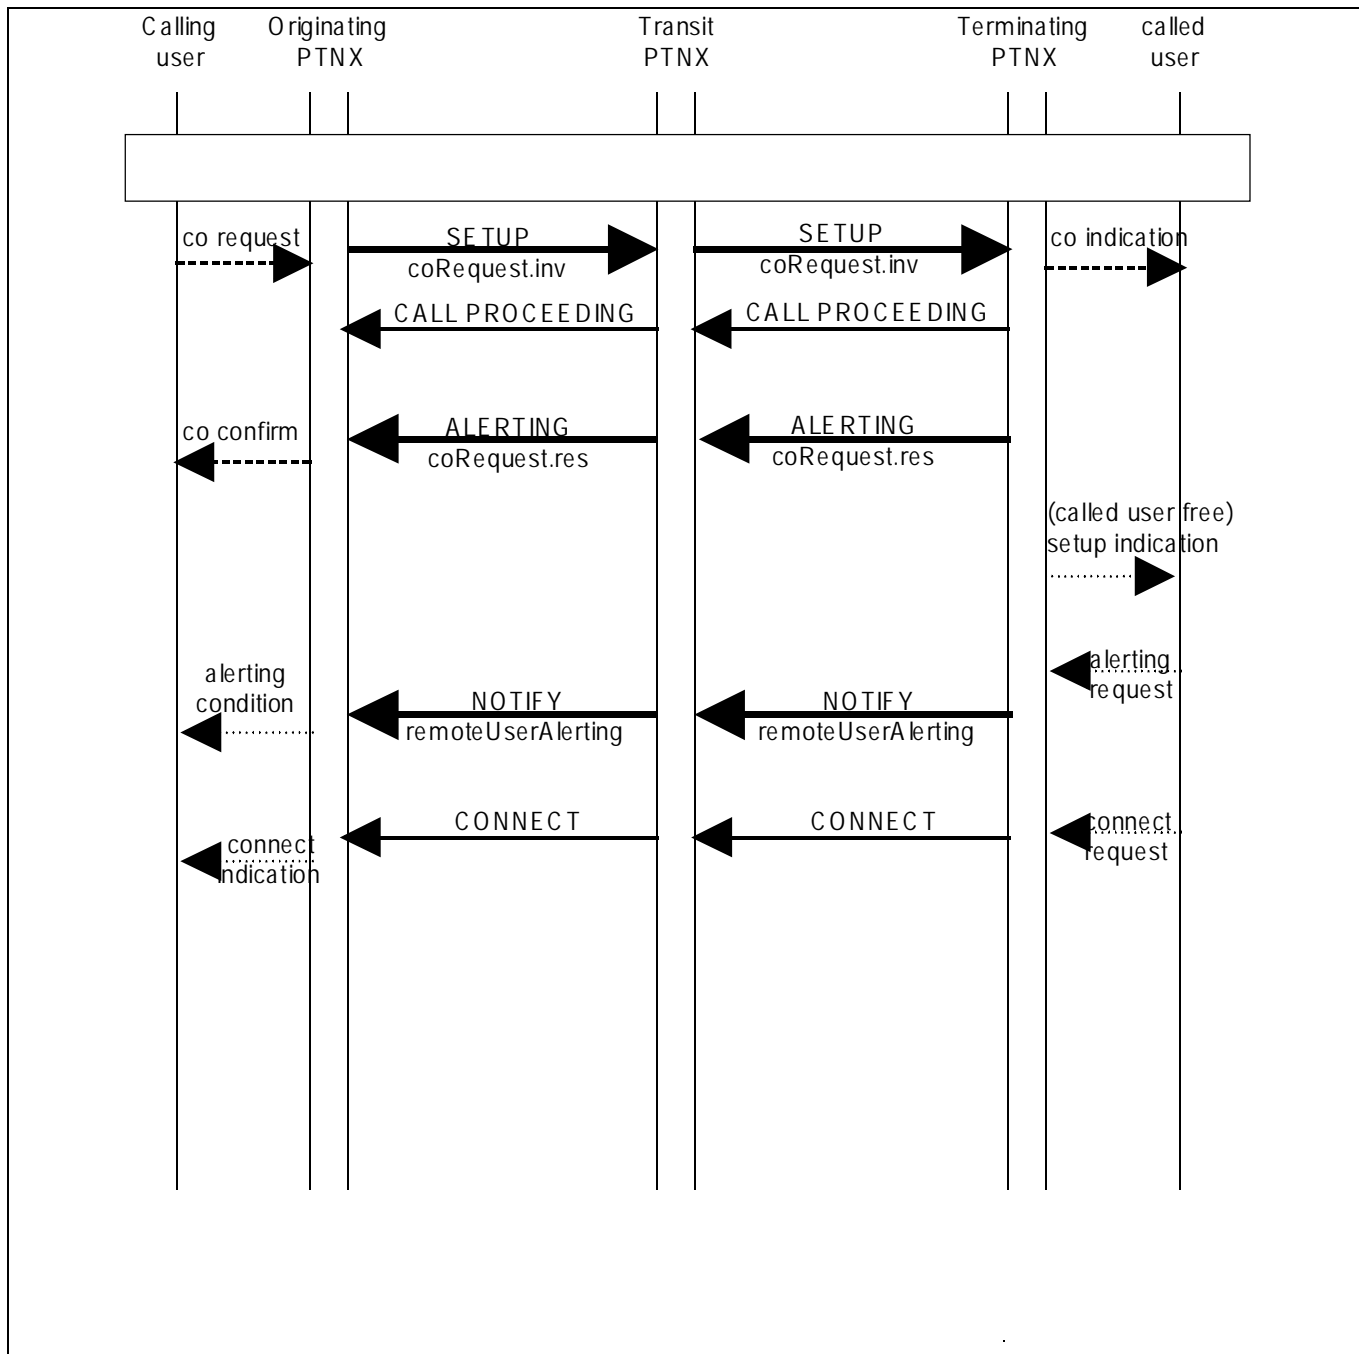 Calling Originating Transit Terminating called
user PTNX PTNX PTNX user
co request SETUP SETUP co indication
coRequest.inv coRequest.inv
CALL PROCEEDING CALL PROCEEDING
co confirm ALERTING ALERTING
coRequest.res coRequest.res
(called user free)
setup indication
alerting
request
alerting
condition
NOTIFY NOTIFY
remoteUserAlerting remoteUserAlerting
CONNECT CONNECT connect
request
connect
indication